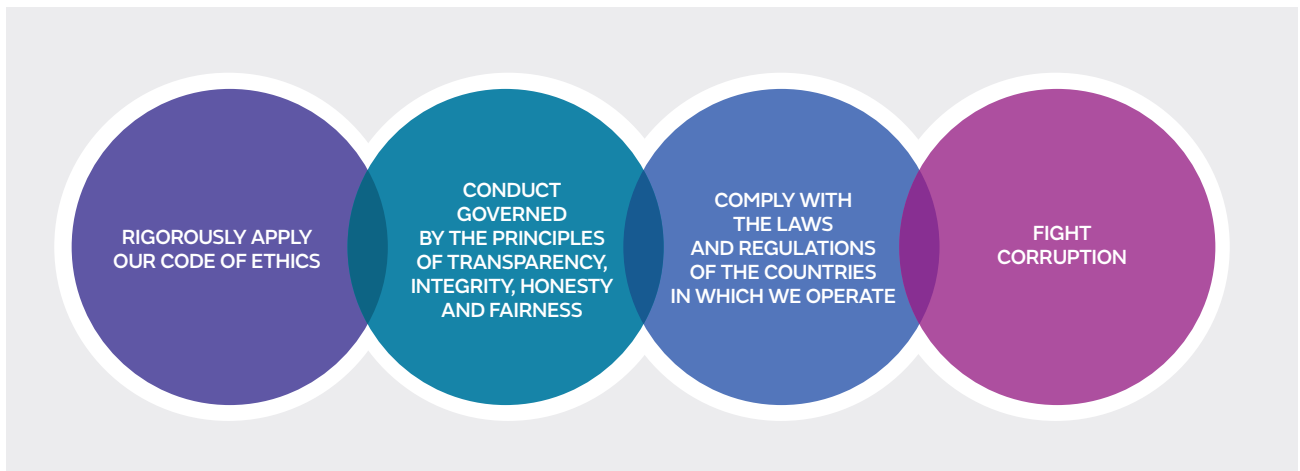 RIGOROUSLY APPLY
OUR CODE OF ETHICS
CONDUCT
GOVERNED
BY THE PRINCIPLES
OF TRANSPARENCY,
INTEGRITY, HONESTY
AND FAIRNESS
COMPLY WITH
THE LAWS
AND REGULATIONS
OF THE COUNTRIES
IN WHICH WE OPERATE
FIGHT
CORRUPTION